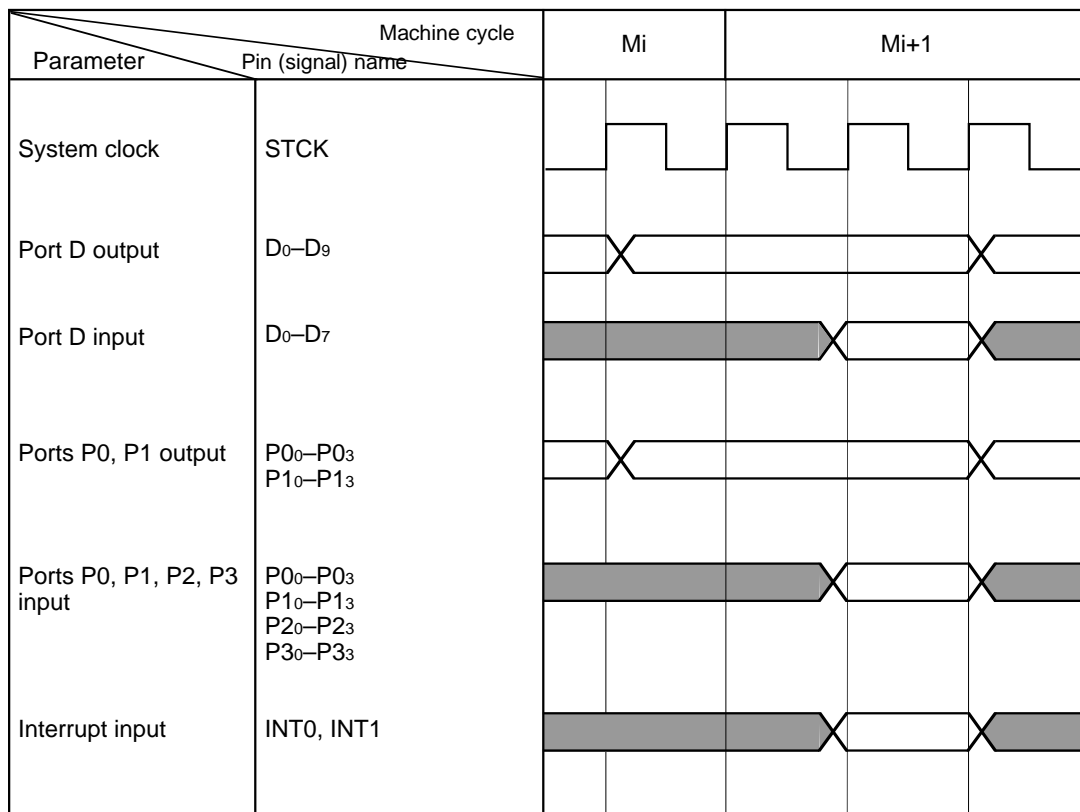 Machine cycle
Parameter
Pin (signal) name
Mi
Mi+1
System clock
STCK
Port D output
D0–D9
Port D input
D0–D7
Ports P0, P1 output
P00–P03
P10–P13
Ports P0, P1, P2, P3
input
P00–P03
P10–P13
P20–P23
P30–P33
Interrupt input
INT0, INT1